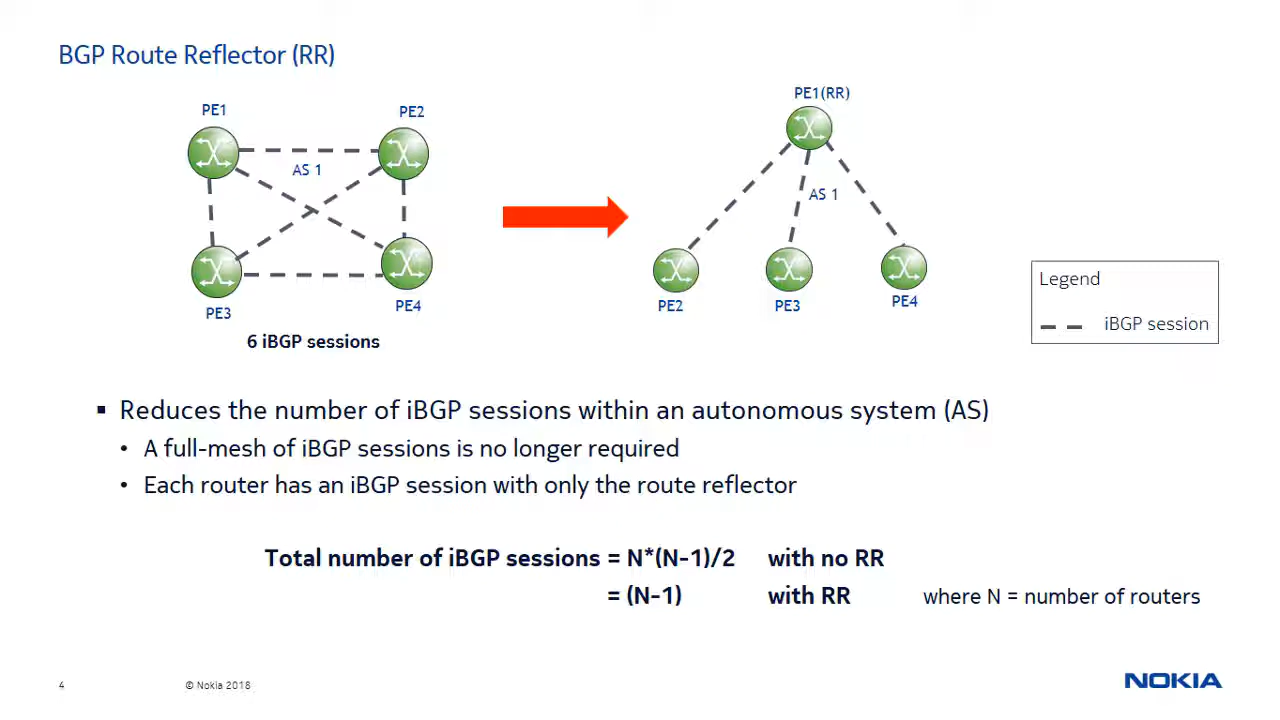 BGP Route Reflector (RR)
PE1
PE2
AS 1
PE3
PE4
6 iBGP sessions
PE1(RR)
AS 1
PE2
PE3
PE4
Legend
iBGP session
▪ Reduces the number of iBGP sessions within an autonomous system (AS)
• A full-mesh of iBGP sessions is no longer required
• Each router has an iBGP session with only the route reflector
Total number of iBGP sessions = N*(N-1)/2 with no RR
= (N-1) with RR where N = number of routers
4 © Nokia 2018
NOKIA